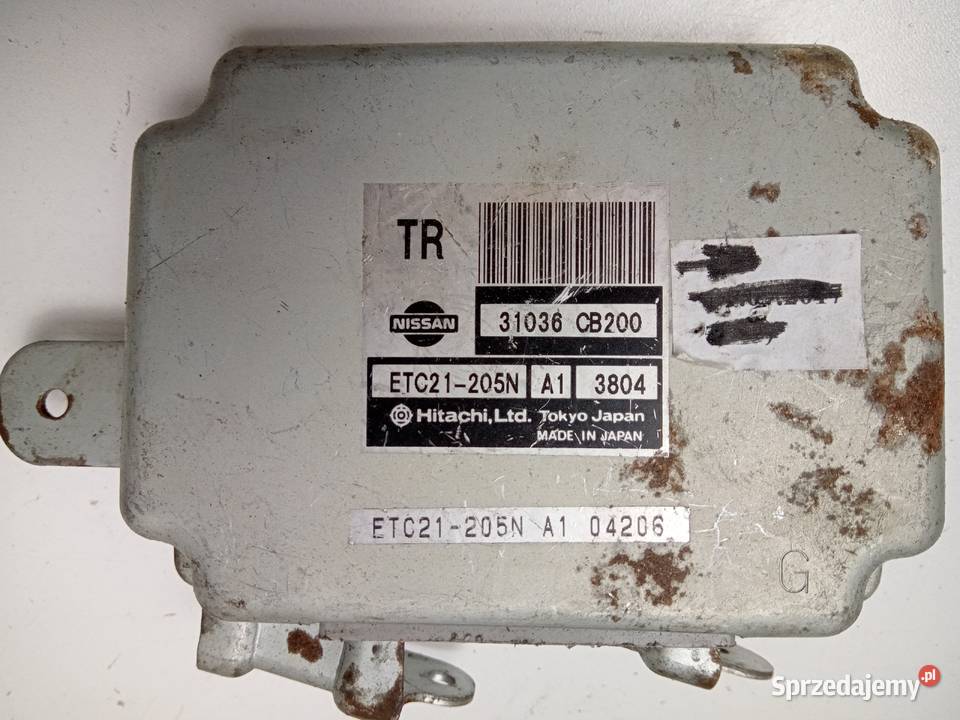 TR
NISSAN
31036 CB200
ETC21-205N A1 3804
Hitachi, Ltd. Tokyo Japan
MADE IN JAPAN
ETC21-205N A1 04206
G
Sprzedajemy.pl